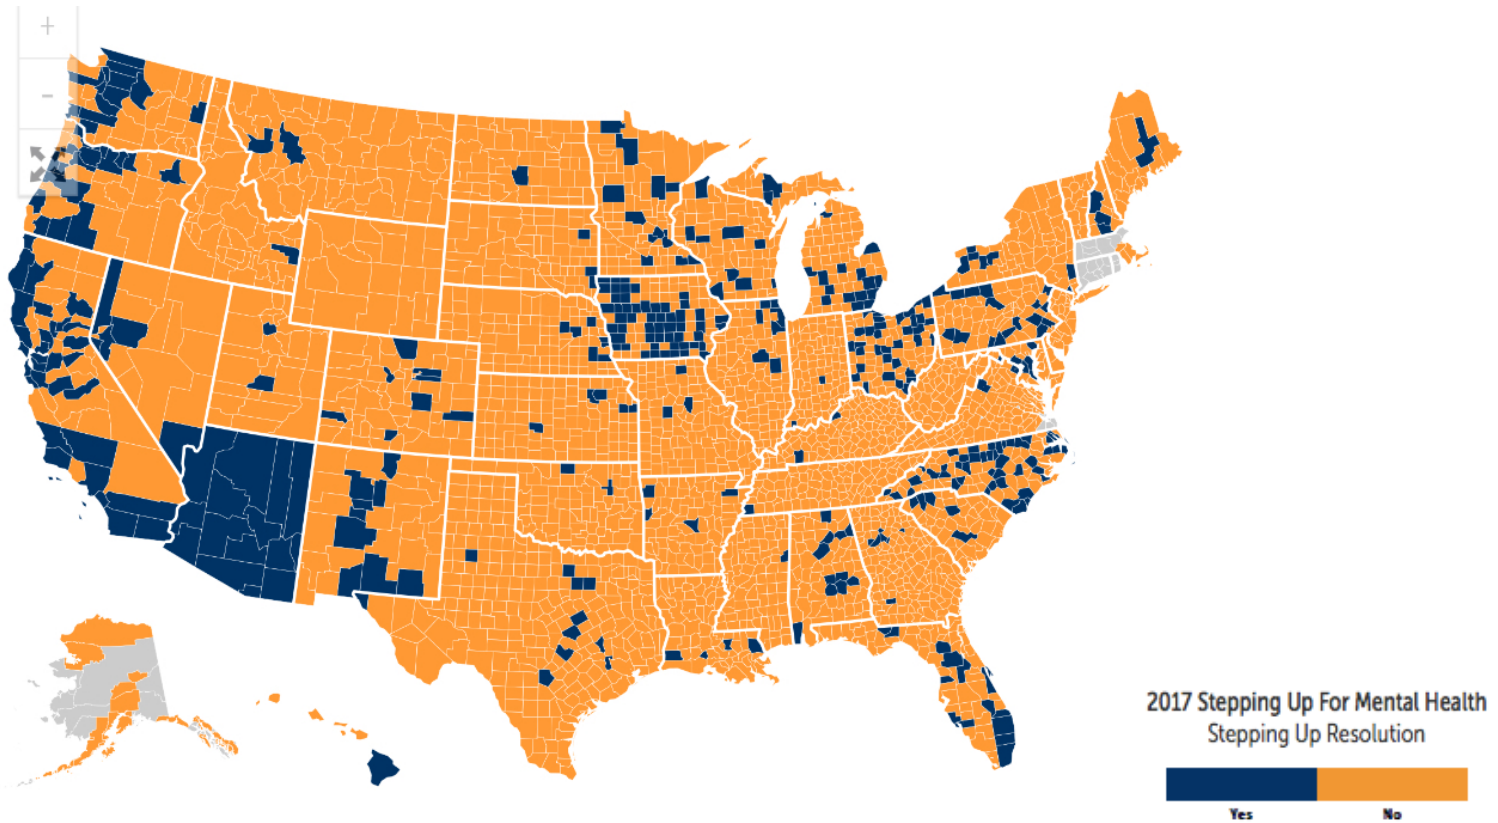 +
-
2017 Stepping Up For Mental Health
Stepping Up Resolution
Yes
No